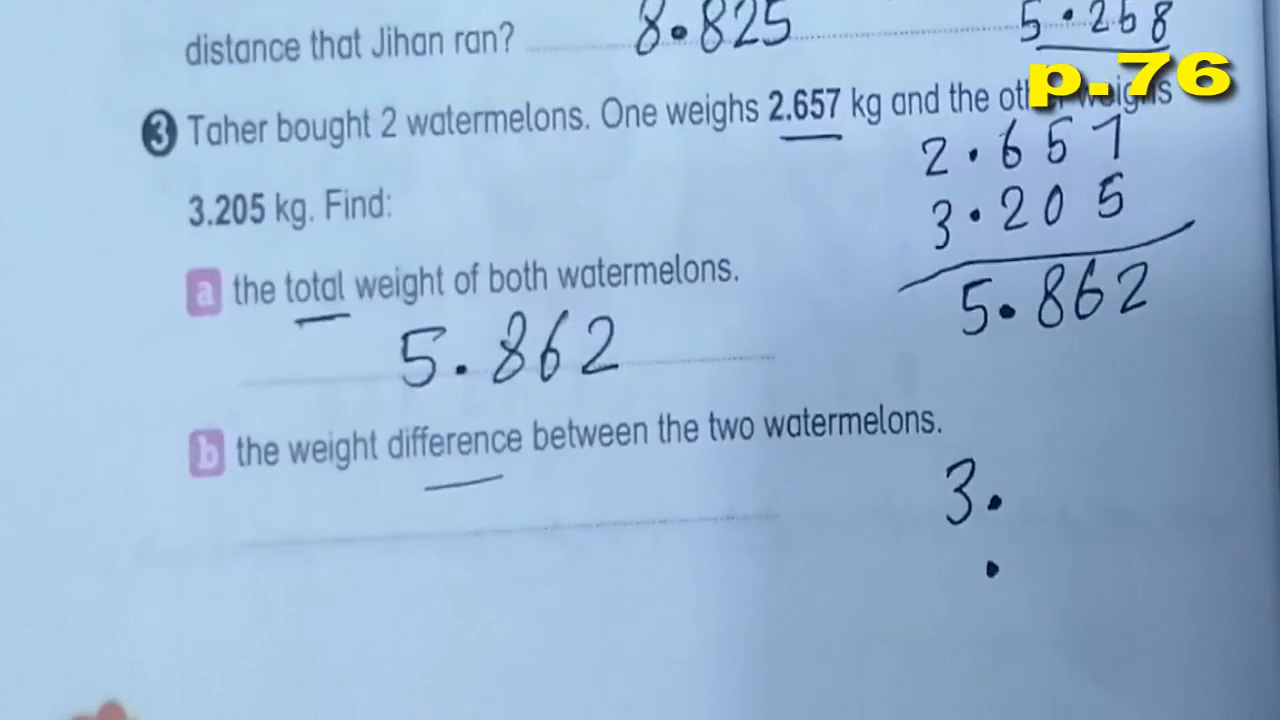 distance that Jihan ran? 8.825
5.268
p.76
3 Taher bought 2 watermelons. One weighs 2.657 kg and the other weighs
3.205 kg. Find:
2.657
3.205
5.862
a the total weight of both watermelons.
5.862
b the weight difference between the two watermelons.
3.
.